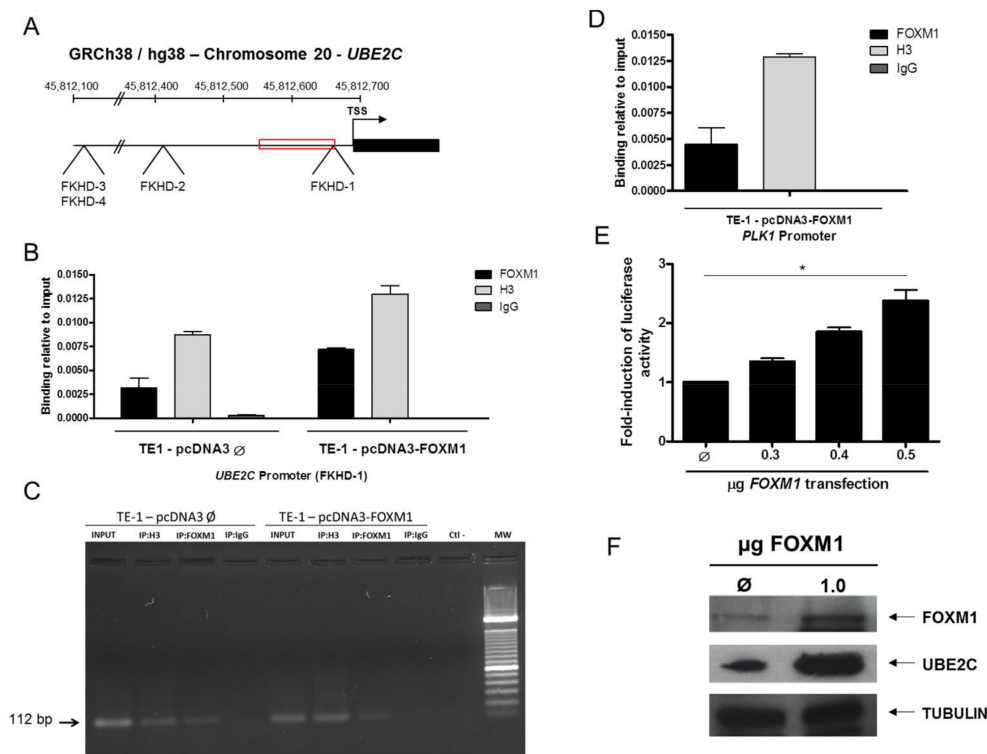 A
GRCh38 / hg38 – Chromosome 20 - UBE2C
45,812,100 45,812,400 45,812,500 45,812,600 45,812,700
TSS
FKHD-3
FKHD-4
FKHD-2
FKHD-1
B
Binding relative to input
0.0150
0.0125
0.0100
0.0075
0.0050
0.0025
0.0000
FOXM1
H3
IgG
TE1 - pcDNA3 ∅
TE-1 - pcDNA3-FOXM1
UBE2C Promoter (FKHD-1)
C
TE-1 – pcDNA3 Ø
TE-1 – pcDNA3-FOXM1
INPUT IP:H3 IP:FOXM1 IP:IgG INPUT IP:H3 IP:FOXM1 IP:IgG Ctl - MW
112 bp
D
Binding relative to input
0.0150
0.0125
0.0100
0.0075
0.0050
0.0025
0.0000
FOXM1
H3
IgG
TE-1 - pcDNA3-FOXM1
PLK1 Promoter
E
Fold-induction of luciferase
activity
3
2
1
0
*
∅ 0.3 0.4 0.5
µg FOXM1 transfection
F
µg FOXM1
Ø 1.0
FOXM1
UBE2C
TUBULIN